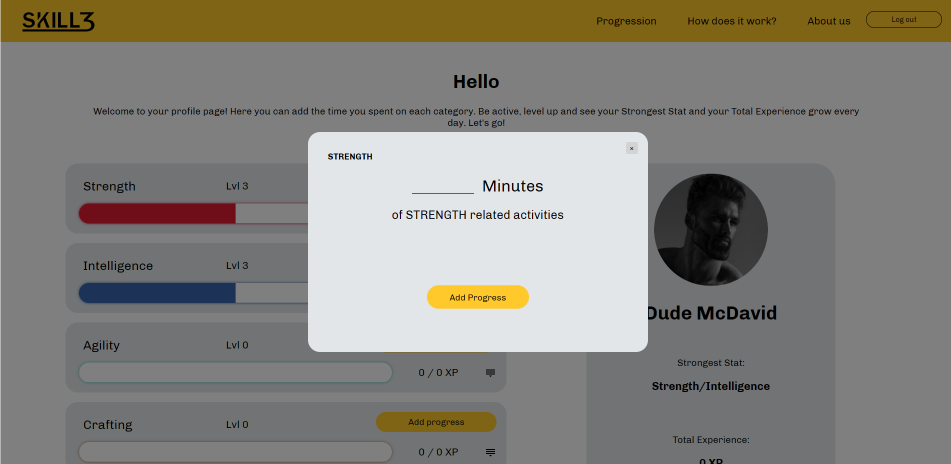 SKILL3
Progression
How does it work?
About us
Log out
Hello
Welcome to your profile page! Here you can add the time you spent on each category. Be active, level up and see your Strongest Stat and your Total Experience grow every
day. Let's go!
STRENGTH
×
Minutes
of STRENGTH related activities
Add Progress
Strength
Lvl 3
Intelligence
Lvl 3
Agility
Lvl 0
0 / 0 XP
Crafting
Lvl 0
Add progress
0 / 0 XP
Dude McDavid
Strongest Stat:
Strength/Intelligence
Total Experience:
0 XP